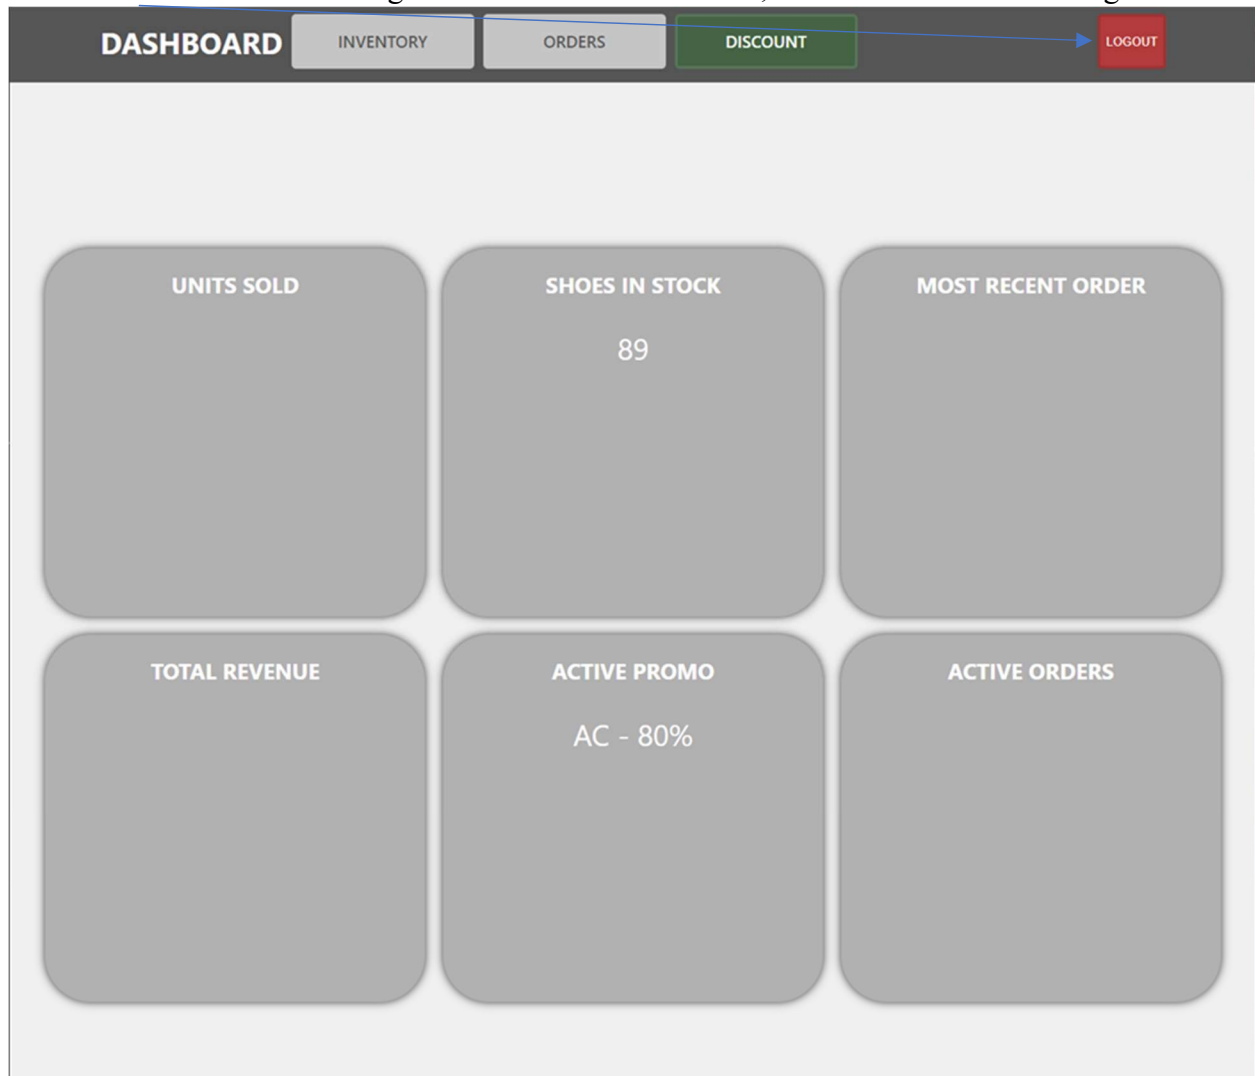 DASHBOARD INVENTORY ORDERS DISCOUNT LOGOUT
UNITS SOLD SHOES IN STOCK MOST RECENT ORDER
89
TOTAL REVENUE ACTIVE PROMO ACTIVE ORDERS
AC - 80%